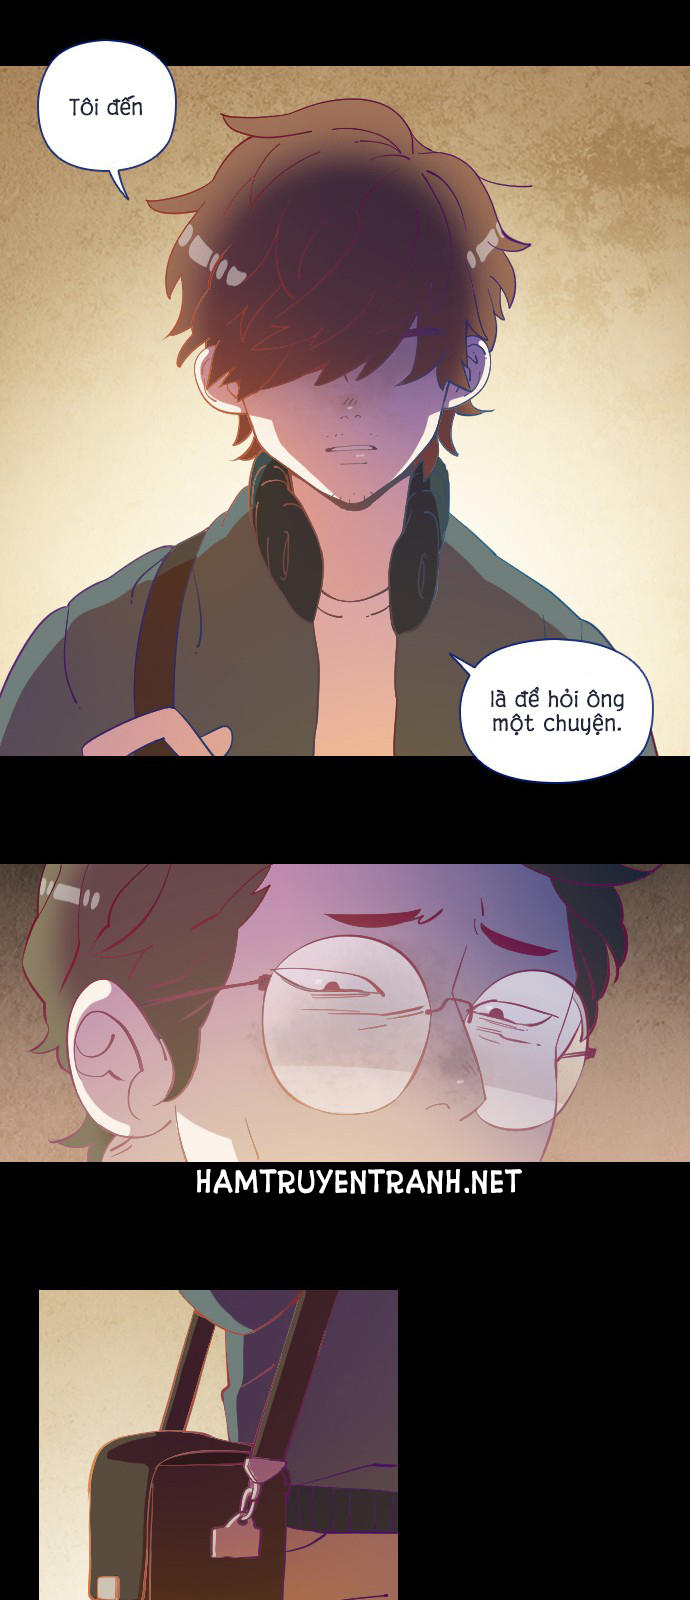 Tôi đến
là để hỏi ông
một chuyện.
HAMTRUYENTRANH.NET